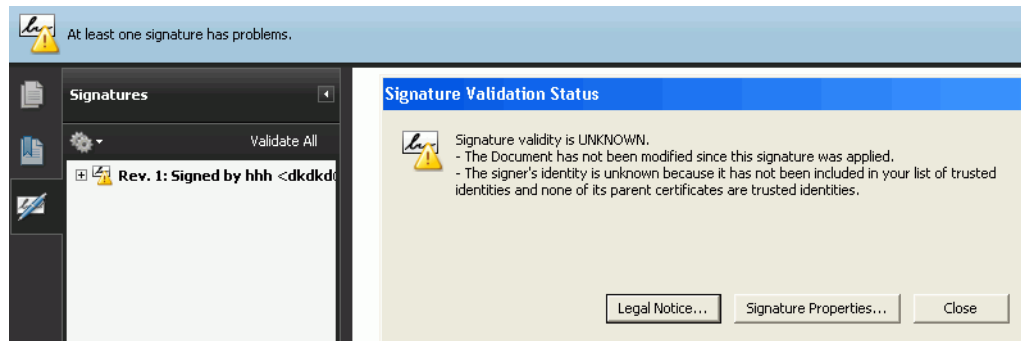 At least one signature has problems.
Signatures
Validate All
Rev. 1: Signed by hhh <dkdkd
Signature Validation Status
Signature validity is UNKNOWN.
- The Document has not been modified since this signature was applied.
- The signer's identity is unknown because it has not been included in your list of trusted
identities and none of its parent certificates are trusted identities.
Legal Notice...
Signature Properties...
Close